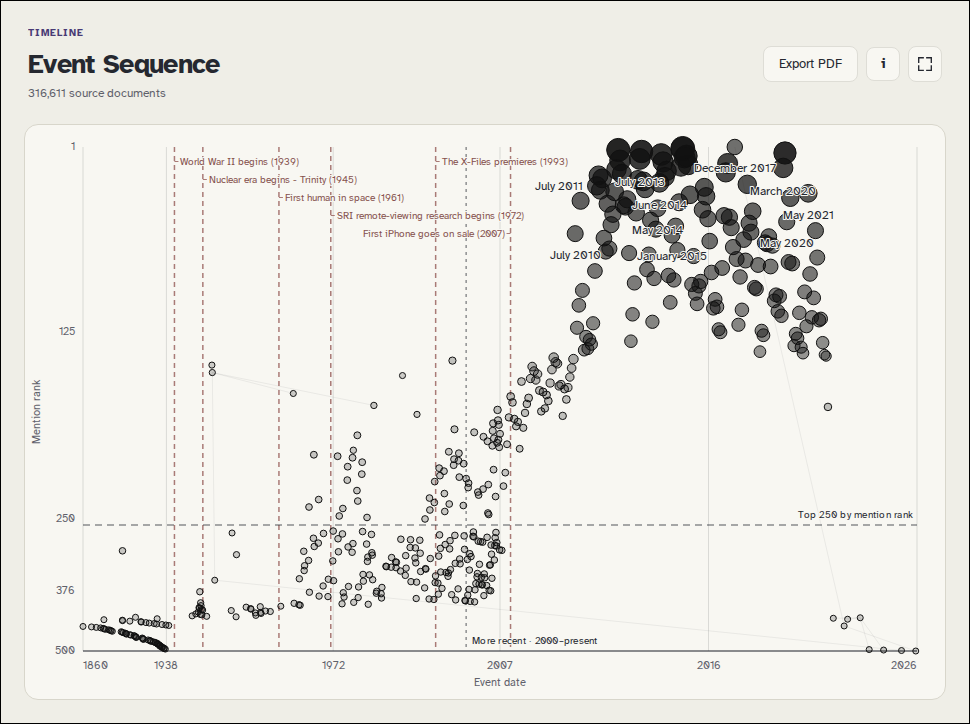 TIMELINE
Event Sequence
316,611 source documents
Export PDF
i
1
World War II begins (1939)
The X-Files premieres (1993)
December 2017
Nuclear era begins - Trinity (1945)
July 2011
July 2013
March 2020
First human in space (1961)
June 2014
SRI remote-viewing research begins (1972)
May 2021
First iPhone goes on sale (2007)
May 2014
May 2020
July 2010
January 2015
125
Mention rank
250
Top 250 by mention rank
376
More recent · 2000–present
500
1860
1938
1972
2007
2016
2026
Event date